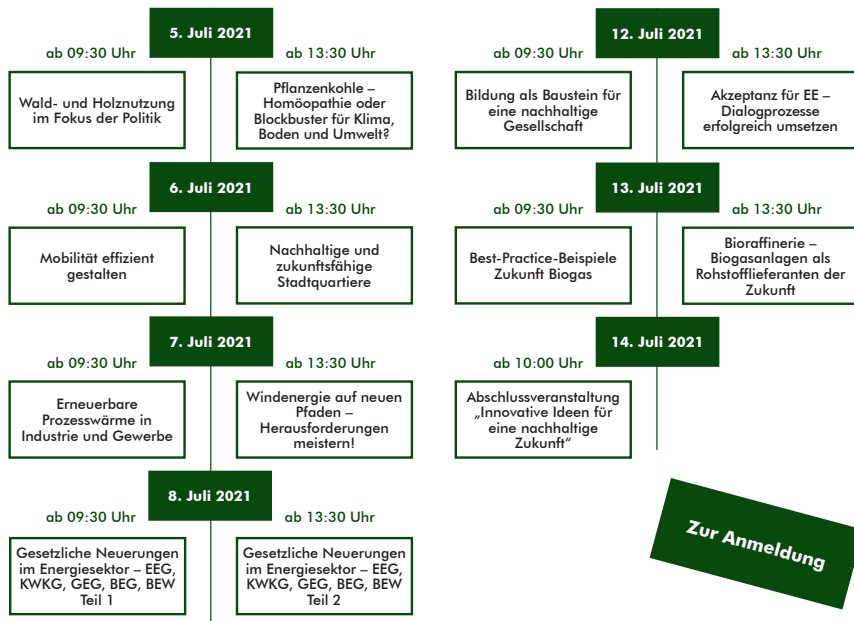 5. Juli 2021
ab 09:30 Uhr
Wald- und Holznutzung
im Fokus der Politik
ab 13:30 Uhr
Pflanzenkohle –
Homöopathie oder
Blockbuster für Klima,
Boden und Umwelt?
6. Juli 2021
ab 09:30 Uhr
Mobilität effizient
gestalten
ab 13:30 Uhr
Nachhaltige und
zukunftsfähige
Stadtquartiere
7. Juli 2021
ab 09:30 Uhr
Erneuerbare
Prozesswärme in
Industrie und Gewerbe
ab 13:30 Uhr
Windenergie auf neuen
Pfaden –
Herausforderungen
meistern!
8. Juli 2021
ab 09:30 Uhr
Gesetzliche Neuerungen
im Energiesektor – EEG,
KWKG, GEG, BEG, BEW
Teil 1
ab 13:30 Uhr
Gesetzliche Neuerungen
im Energiesektor – EEG,
KWKG, GEG, BEG, BEW
Teil 2
12. Juli 2021
ab 09:30 Uhr
Bildung als Baustein für
eine nachhaltige
Gesellschaft
ab 13:30 Uhr
Akzeptanz für EE –
Dialogprozesse
erfolgreich umsetzen
13. Juli 2021
ab 09:30 Uhr
Best-Practice-Beispiele
Zukunft Biogas
ab 13:30 Uhr
Bioraffinerie –
Biogasanlagen als
Rohstofflieferanten der
Zukunft
14. Juli 2021
ab 10:00 Uhr
Abschlussveranstaltung
„Innovative Ideen für
eine nachhaltige
Zukunft“
Zur Anmeldung